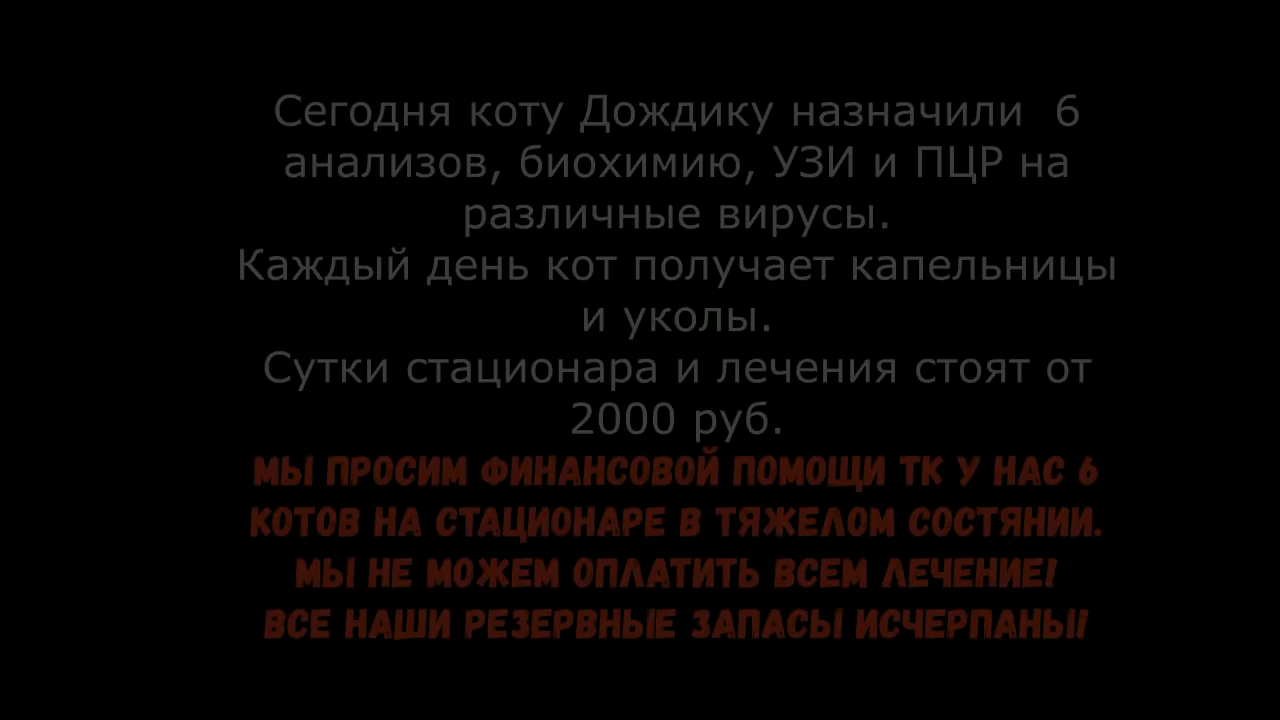 Сегодня коту Дождику назначили 6
анализов, биохимию, УЗИ и ПЦР на
различные вирусы.
Каждый день кот получает капельницы
и уколы.
Сутки стационара и лечения стоят от
2000 руб.
МЫ ПРОСИМ ФИНАНСОВОЙ ПОМОЩИ ТК У НАС 6
КОТОВ НА СТАЦИОНАРЕ В ТЯЖЕЛОМ СОСТЯНИИ.
МЫ НЕ МОЖЕМ ОПЛАТИТЬ ВСЕМ ЛЕЧЕНИЕ!
ВСЕ НАШИ РЕЗЕРВНЫЕ ЗАПАСЫ ИСЧЕРПАНЫ!